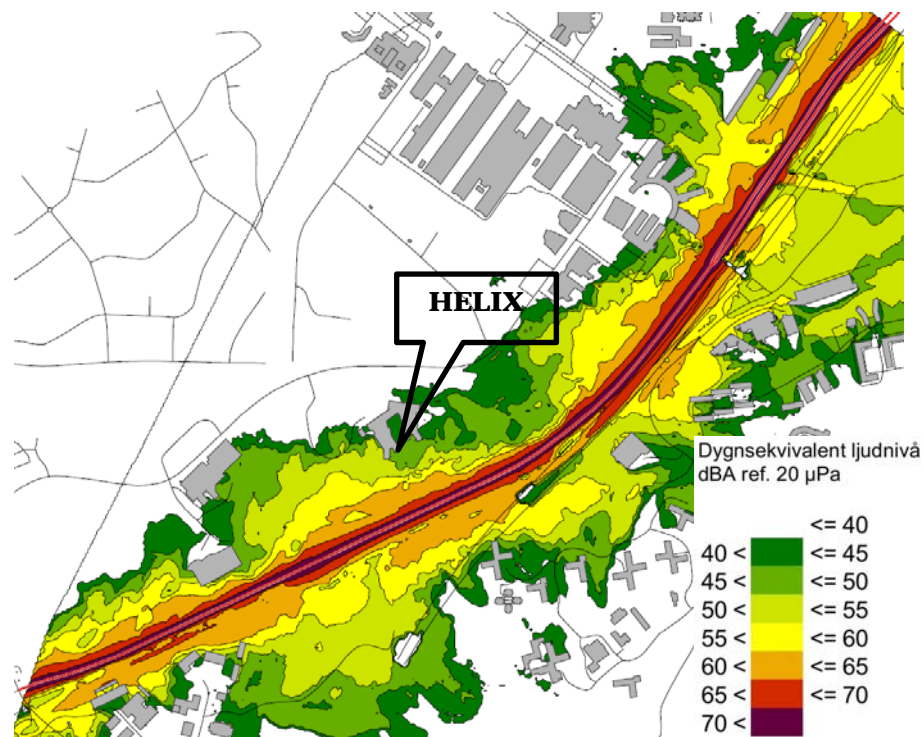 HELIX
Dygnsekvivalent ljudnivå
dBA ref. 20 µPa
<= 40
40 < <= 45
45 < <= 50
50 < <= 55
55 < <= 60
60 < <= 65
65 < <= 70
70 <